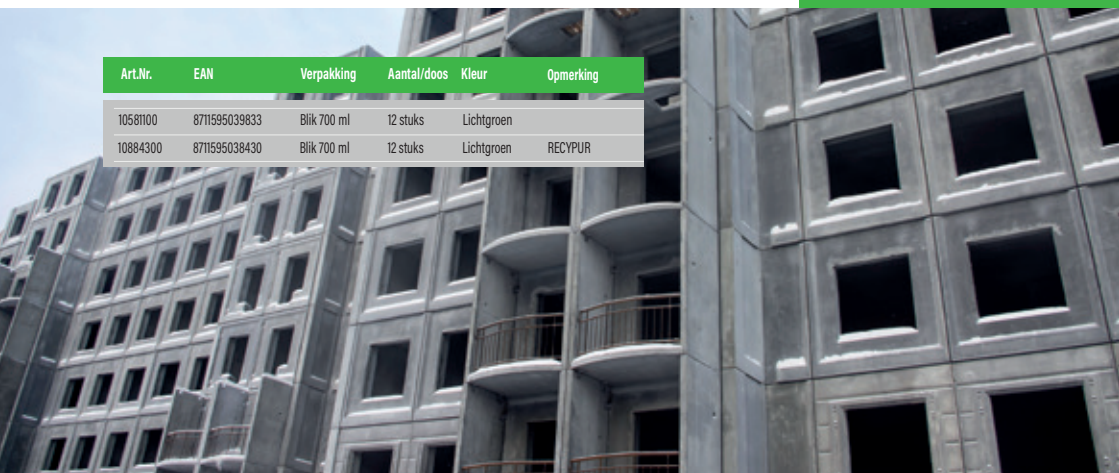 Art.Nr. EAN Verpakking Aantal/doos Kleur Opmerking
10581100 8711595039833 Blik 700 ml 12 stuks Lichtgroen
10884300 8711595038430 Blik 700 ml 12 stuks Lichtgroen RECYPUR